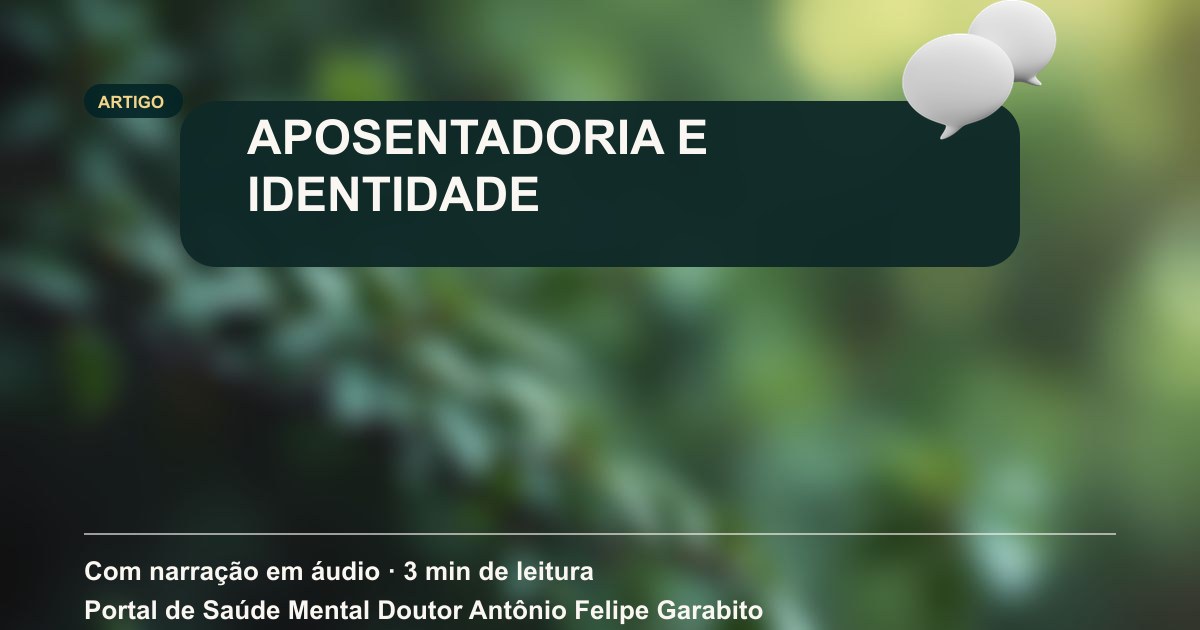 ARTIGO
APOSENTADORIA E
IDENTIDADE
Com narração em áudio · 3 min de leitura
Portal de Saúde Mental Doutor Antônio Felipe Garabito